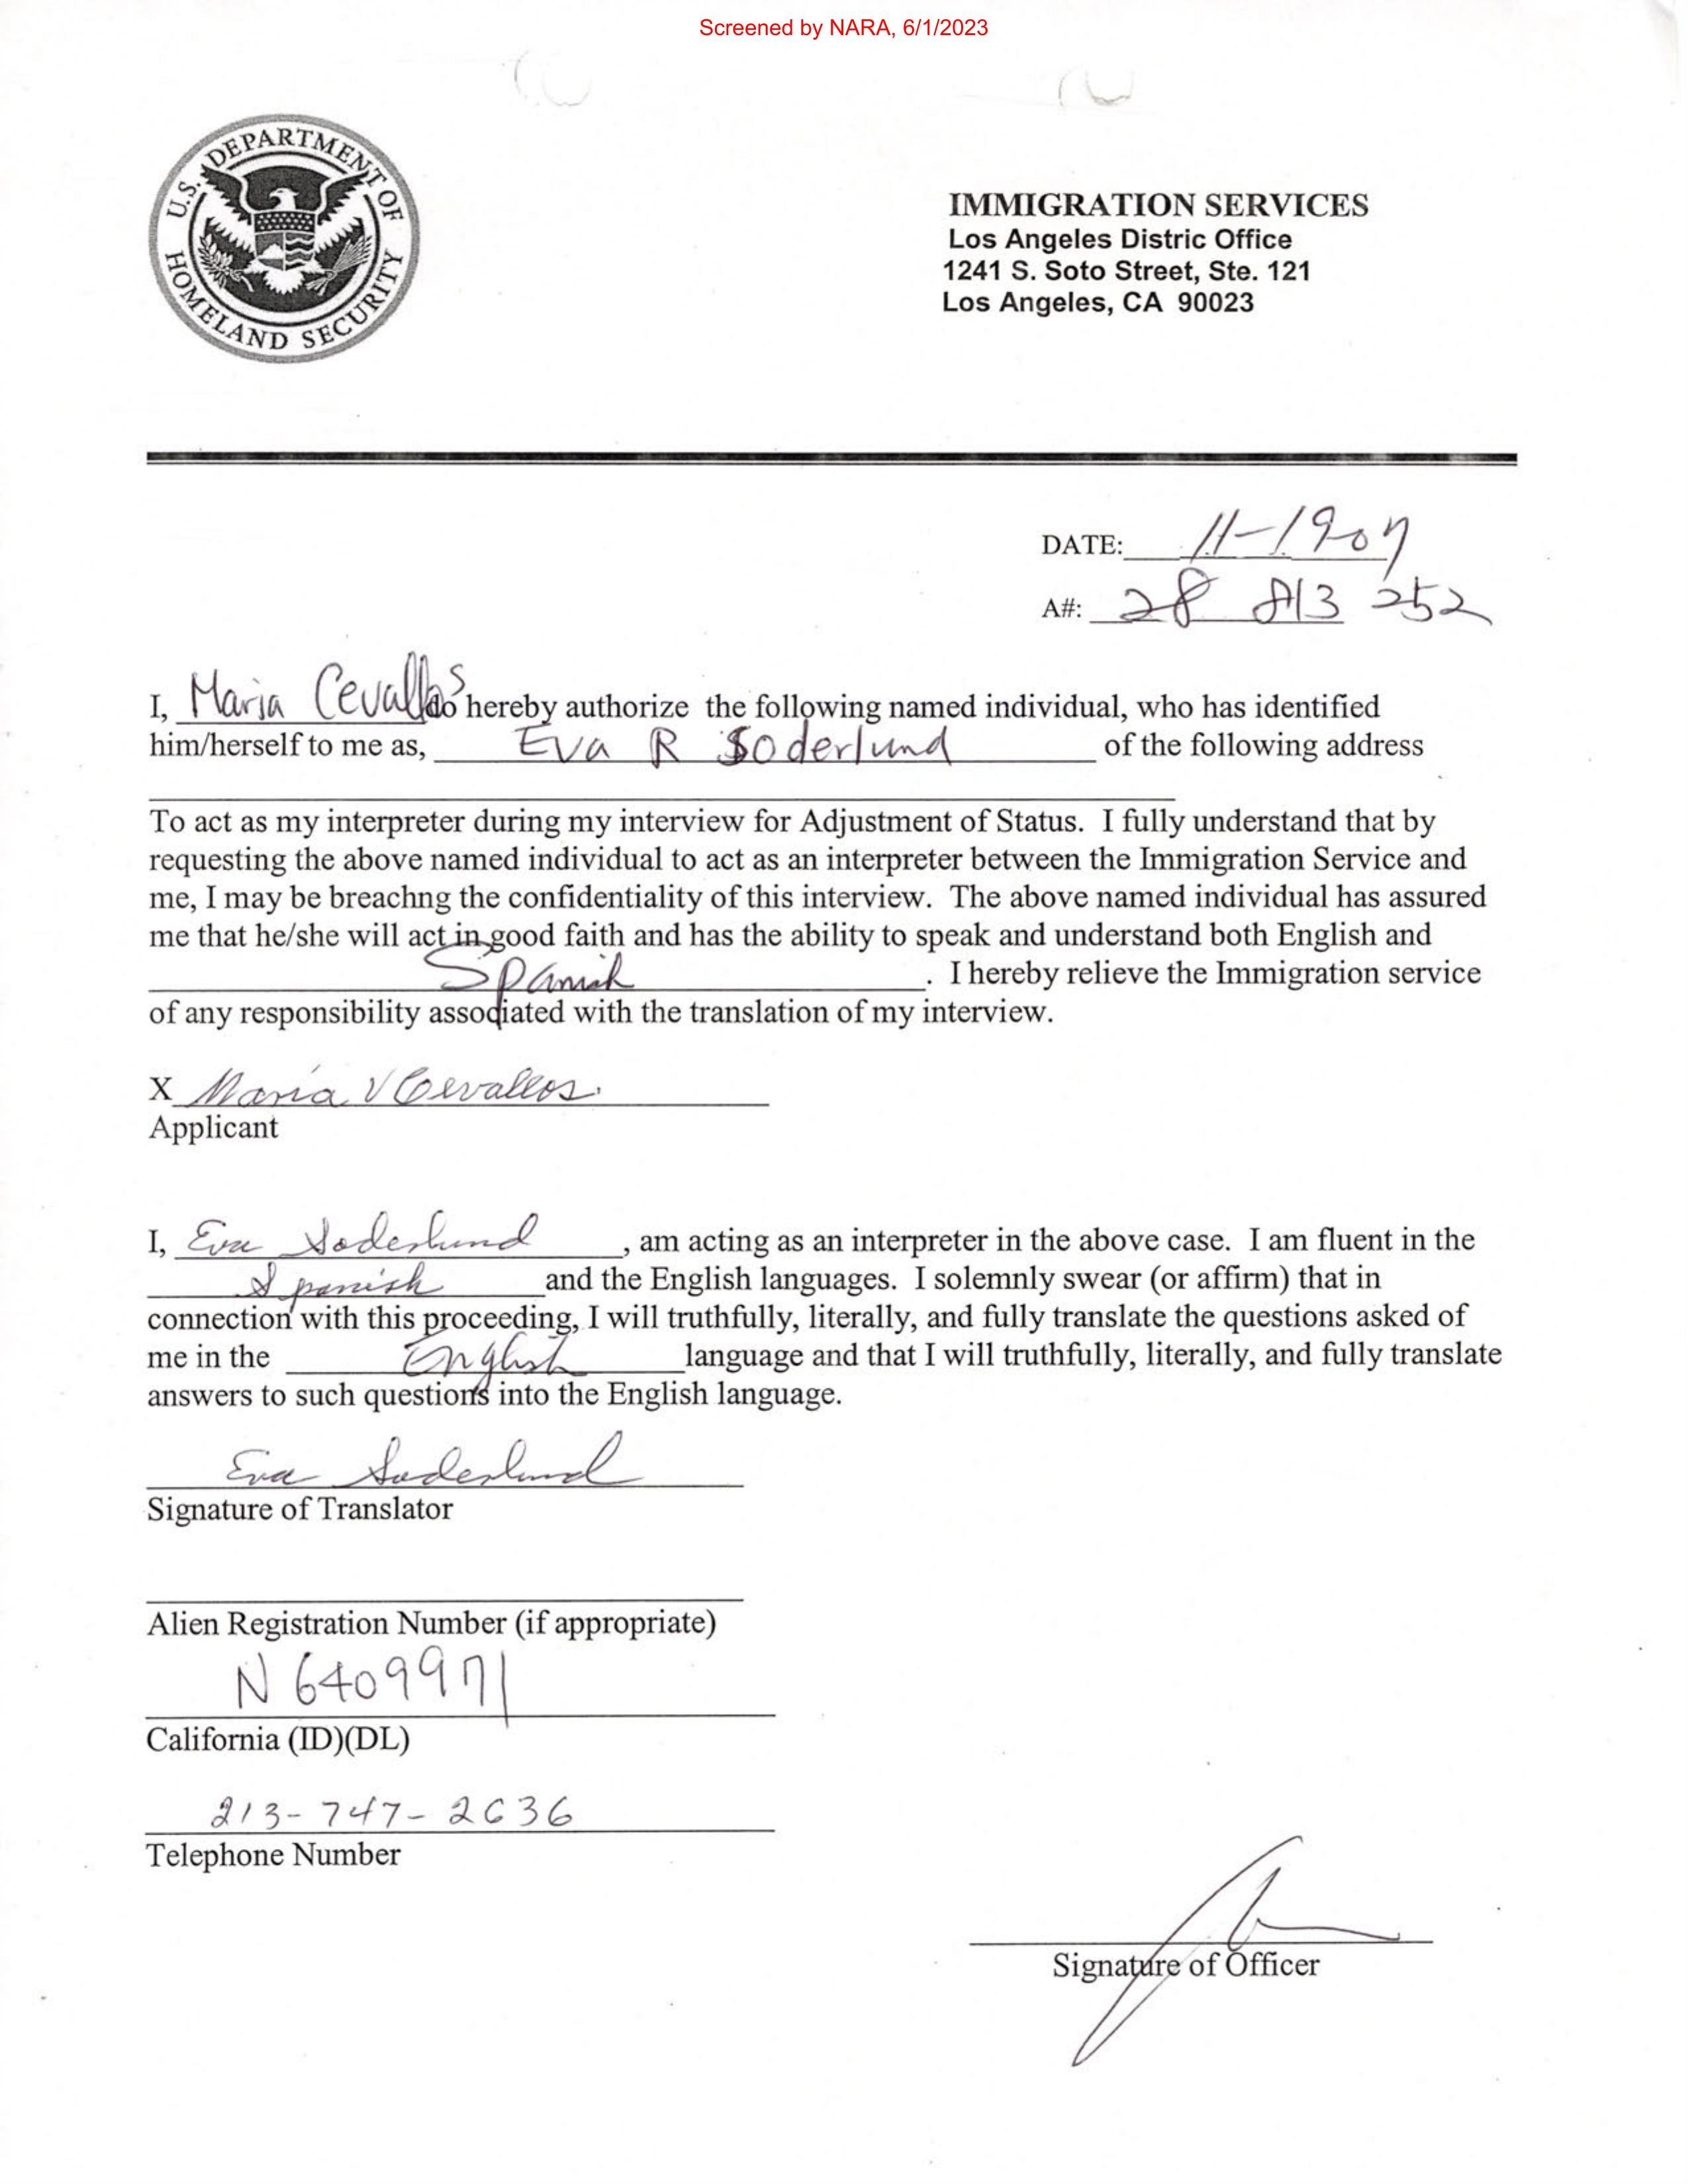 Screened by NARA, 6/1/2023
U.S. DEPARTMENT OF HOMELAND SECURITY
IMMIGRATION SERVICES
Los Angeles Distric Office
1241 S. Soto Street, Ste. 121
Los Angeles, CA 90023
DATE: 11-1907
A#: 28 813 252
I, Maria Cevallos do hereby authorize the following named individual, who has identified
him/herself to me as, Eva R Soderlund of the following address
To act as my interpreter during my interview for Adjustment of Status. I fully understand that by
requesting the above named individual to act as an interpreter between the Immigration Service and
me, I may be breachng the confidentiality of this interview. The above named individual has assured
me that he/she will act in good faith and has the ability to speak and understand both English and
Spanish . I hereby relieve the Immigration service
of any responsibility associated with the translation of my interview.
X Maria V Cevallos.
Applicant
I, Eva Soderlund , am acting as an interpreter in the above case. I am fluent in the
Spanish and the English languages. I solemnly swear (or affirm) that in
connection with this proceeding, I will truthfully, literally, and fully translate the questions asked of
me in the English language and that I will truthfully, literally, and fully translate
answers to such questions into the English language.
Eva Soderlund
Signature of Translator
Alien Registration Number (if appropriate)
N6409971
California (ID)(DL)
213-747-2636
Telephone Number
Signature of Officer